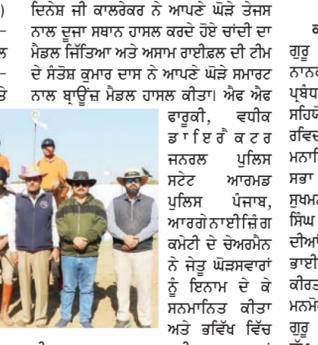 ਦਿਨੇਸ਼ ਜੀ ਕਾਲਰੇਕਰ ਨੇ ਆਪਣੇ ਘੋੜੇ ਤੇਜਸ
ਨਾਲ ਦੂਜਾ ਸਥਾਨ ਹਾਸਲ ਕਰਦੇ ਹੋਏ ਚਾਂਦੀ ਦਾ
ਮੈਡਲ ਜਿੱਤਿਆ ਅਤੇ ਅਸਾਮ ਰਾਈਫਲ ਦੀ ਟੀਮ
ਦੇ ਸੰਤੋਸ਼ ਕੁਮਾਰ ਦਾਸ ਨੇ ਆਪਣੇ ਘੋੜੇ ਸਮਾਰਟ
ਨਾਲ ਬ੍ਰਾਊਂਜ਼ ਮੈਡਲ ਹਾਸਲ ਕੀਤਾ। ਐਫ ਐਫ
ਫਾਰੂਕੀ, ਵਧੀਕ
ਡਾਇਰੈਕਟਰ
ਜਨਰਲ ਪੁਲਿਸ
ਸਟੇਟ ਆਰਮਡ
ਪੁਲਿਸ ਪੰਜਾਬ,
ਆਰਗੇਨਾਈਜ਼ਿੰਗ
ਕਮੇਟੀ ਦੇ ਚੇਅਰਮੈਨ
ਨੇ ਜੇਤੂ ਘੋੜਸਵਾਰਾਂ
ਨੂੰ ਇਨਾਮ ਦੇ ਕੇ
ਸਨਮਾਨਿਤ ਕੀਤਾ
ਅਤੇ ਭਵਿੱਖ ਵਿੱਚ
ਗੁਰੂ
ਨਾਨਕ
ਪ੍ਰਬੰਧ
ਸਹਿਯੋ
ਰਵਿਦ
ਮਨਾਇ
ਸਭਾ
ਸੁਖਮਨ
ਸਿੰਘ
ਦੀਆਂ
ਭਾਈ
ਕੀਰਤ
ਮਨਮੋ
ਗੁਰੂ